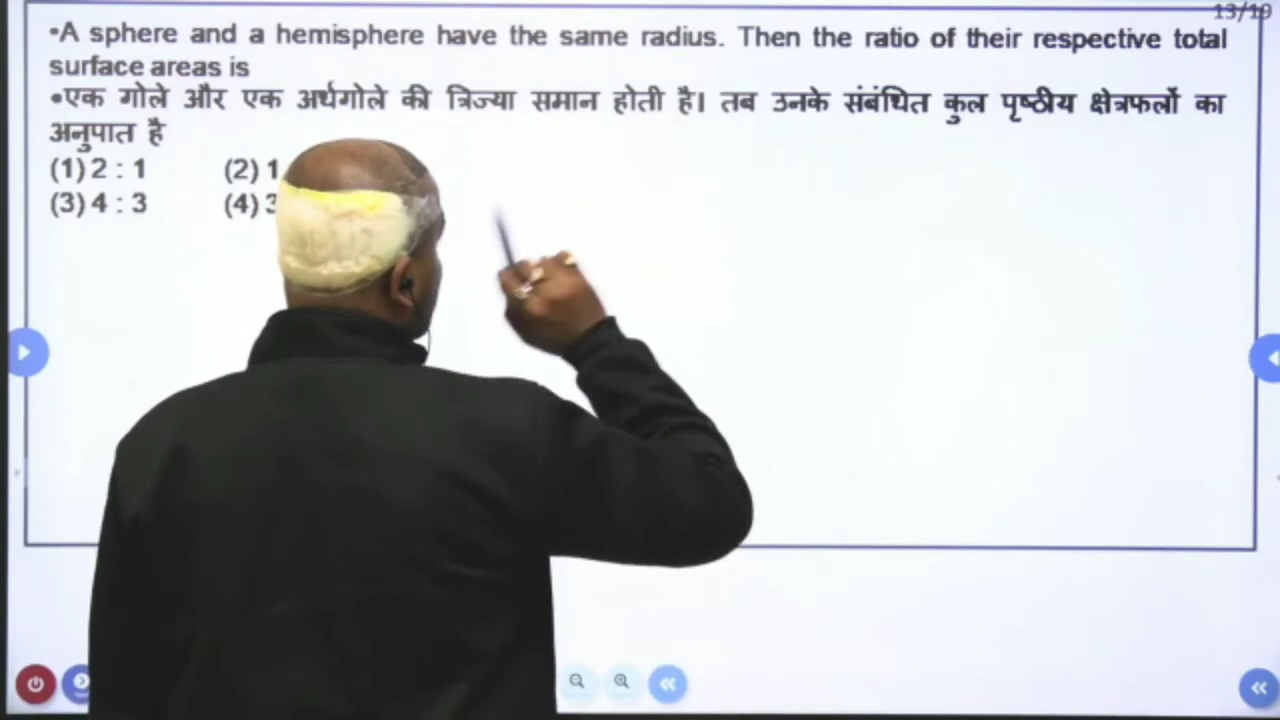 13/19
•A sphere and a hemisphere have the same radius. Then the ratio of their respective total
surface areas is
•एक गोले और एक अर्धगोले की त्रिज्या समान होती है। तब उनके संबंधित कुल पृष्ठीय क्षेत्रफलों का
अनुपात है
(1) 2 : 1 (2) 1
(3) 4 : 3 (4) 3